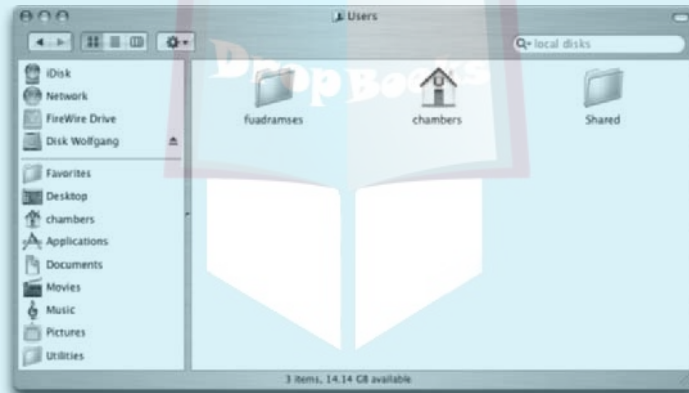 Users
local disks
DropBooks
iDisk
Network
FireWire Drive
Disk Wolfgang
Favorites
Desktop
chambers
Applications
Documents
Movies
Music
Pictures
Utilities
fuadramses
chambers
Shared
3 items, 14.14 GB available